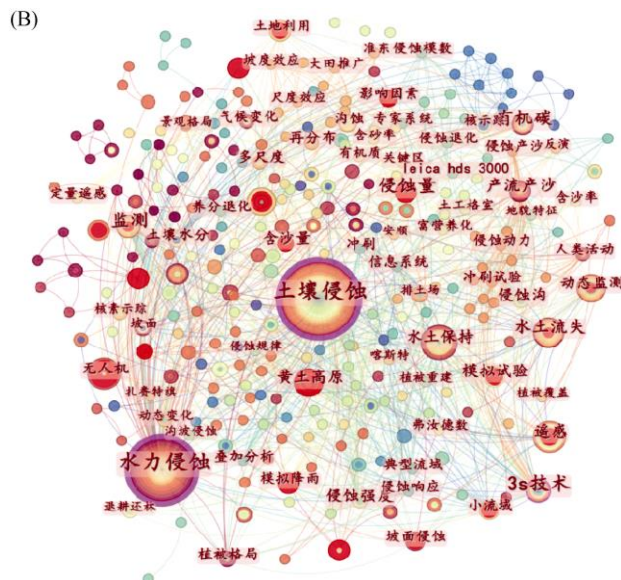 (B)
土地利用
准东侵蚀模数
坡度效应 大田推广
尺度效应 影响因素
景观格局 气候变化 沟蚀 专家系统 核示踪 有机碳
再分布 含砂率 侵蚀退化 侵蚀产沙反演
多尺度 有机质 关键区
leica hds 3000
定量遥感 养分退化 侵蚀量 产流产沙 含沙率
监测 土工格室 地貌特征
土壤水分 含沙量 冲刷 安顺 富营养化 侵蚀动力 人类活动
信息系统
土壤侵蚀 排土场 冲刷试验 动态监测
侵蚀沟
核素示踪
坡面 水土保持 水土流失
侵蚀规律 喀斯特
无人机 黄土高原 植被重建 模拟试验
扎赉特旗 植被覆盖
动态变化 弗汝德数
沟坡侵蚀 遥感
水力侵蚀 叠加分析 典型流域
模拟降雨 侵蚀响应 3s技术
退耕还林 侵蚀强度 小流域
植被格局 坡面侵蚀